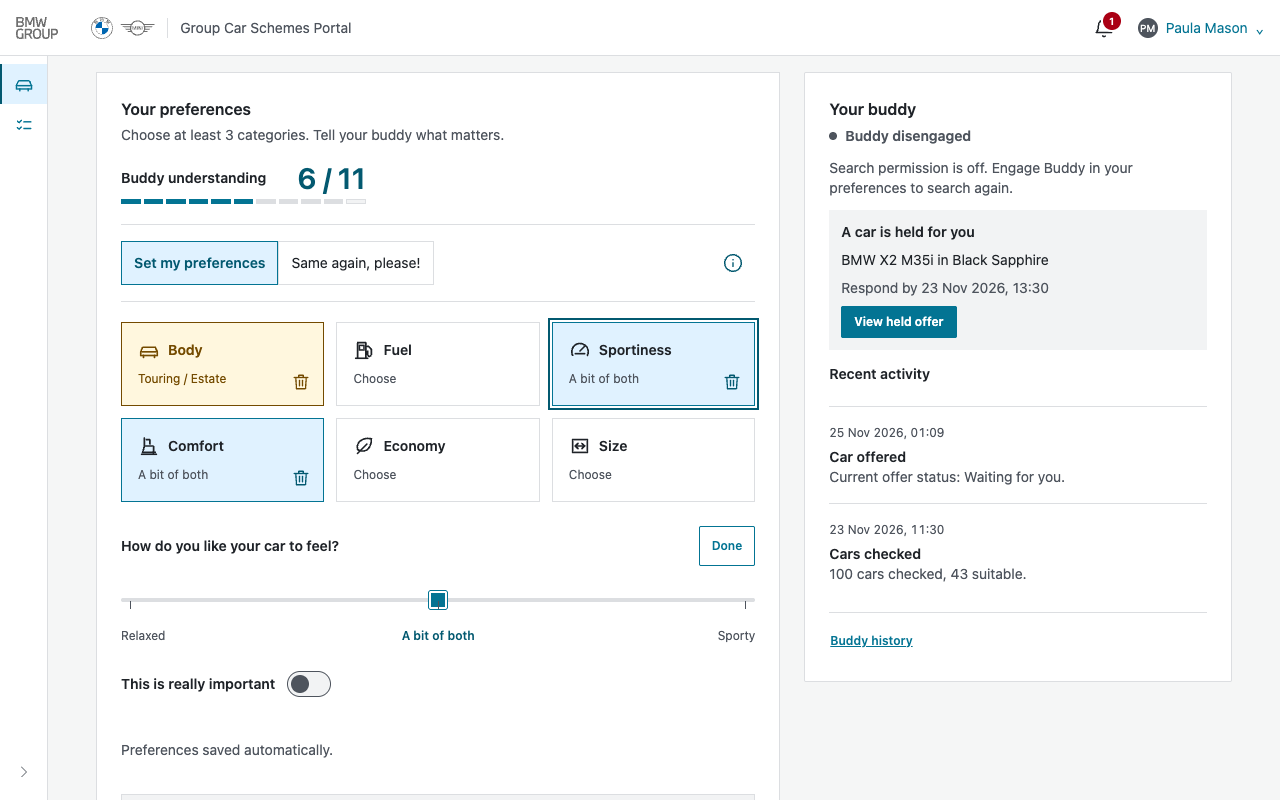 BMW
GROUP
MINI
Group Car Schemes Portal
1
PM
Paula Mason
Your preferences
Choose at least 3 categories. Tell your buddy what matters.
Buddy understanding
6 / 11
Set my preferences
Same again, please!
Body
Touring / Estate
Fuel
Choose
Sportiness
A bit of both
Comfort
A bit of both
Economy
Choose
Size
Choose
How do you like your car to feel?
Done
Relaxed
A bit of both
Sporty
This is really important
Preferences saved automatically.
Your buddy
Buddy disengaged
Search permission is off. Engage Buddy in your
preferences to search again.
A car is held for you
BMW X2 M35i in Black Sapphire
Respond by 23 Nov 2026, 13:30
View held offer
Recent activity
25 Nov 2026, 01:09
Car offered
Current offer status: Waiting for you.
23 Nov 2026, 11:30
Cars checked
100 cars checked, 43 suitable.
Buddy history